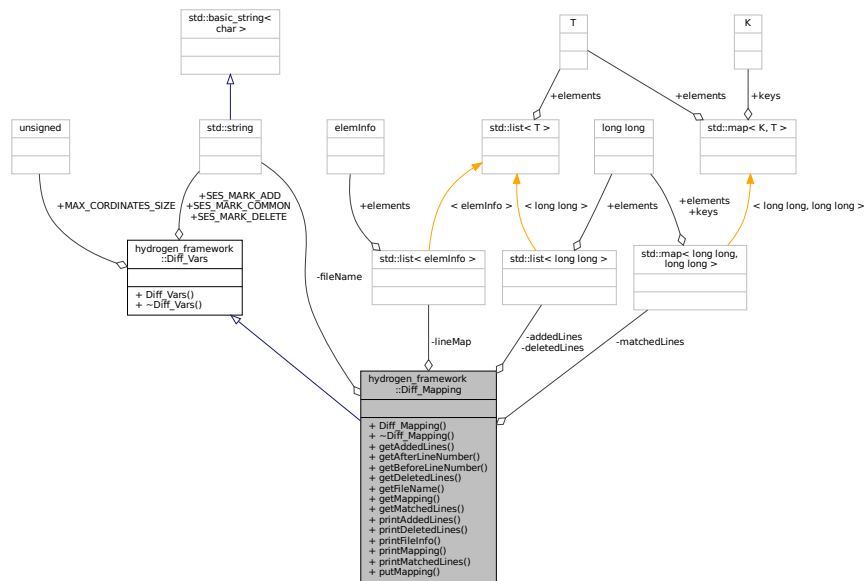 std::basic_string<
char >
T
K
+elements
+elements
+keys
unsigned
std::string
elemInfo
std::list< T >
long long
std::map< K, T >
+MAX_CORDINATES_SIZE
+SES_MARK_ADD
+SES_MARK_COMMON
+SES_MARK_DELETE
+elements
< elemInfo >
< long long >
+elements
+elements
+keys
< long long, long long >
hydrogen_framework
::Diff_Vars
+ Diff_Vars()
+ ~Diff_Vars()
-fileName
std::list< elemInfo >
std::list< long long >
std::map< long long,
long long >
-lineMap
-addedLines
-deletedLines
-matchedLines
hydrogen_framework
::Diff_Mapping
+ Diff_Mapping()
+ ~Diff_Mapping()
+ getAddedLines()
+ getAfterLineNumber()
+ getBeforeLineNumber()
+ getDeletedLines()
+ getFileName()
+ getMapping()
+ getMatchedLines()
+ printAddedLines()
+ printDeletedLines()
+ printFileInfo()
+ printMapping()
+ printMatchedLines()
+ putMapping()